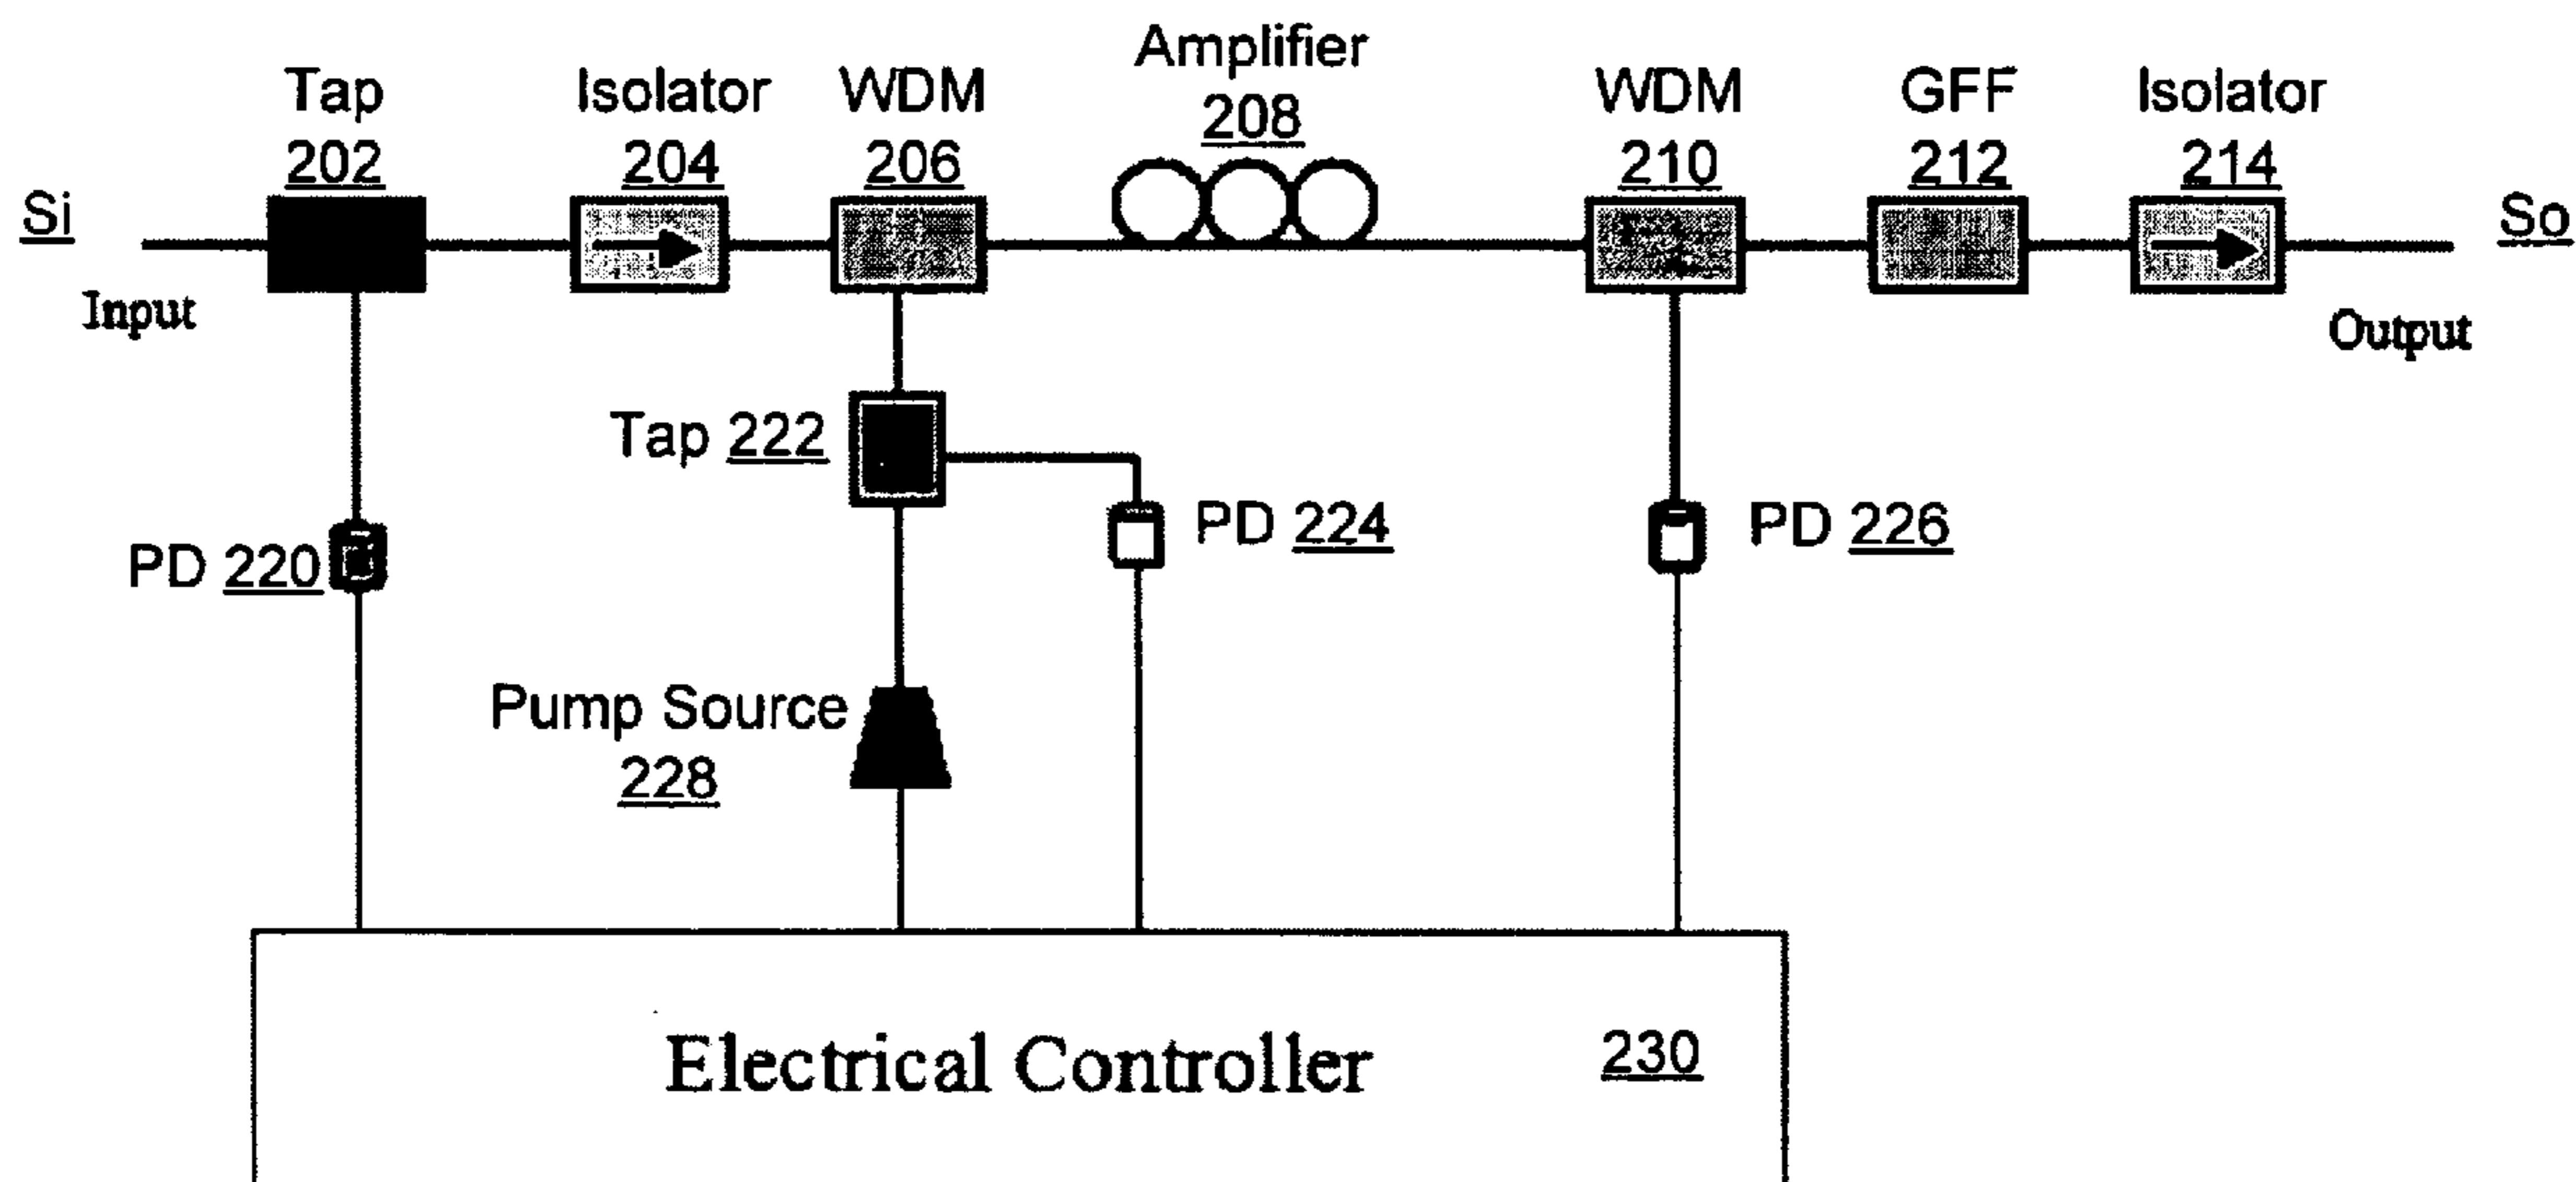 Amplifier
208
Tap
202
Isolator
204
WDM
206
WDM
210
GFF
212
Isolator
214
Si
So
Input
Output
Tap 222
PD 220
PD 224
PD 226
Pump Source
228
Electrical Controller 230